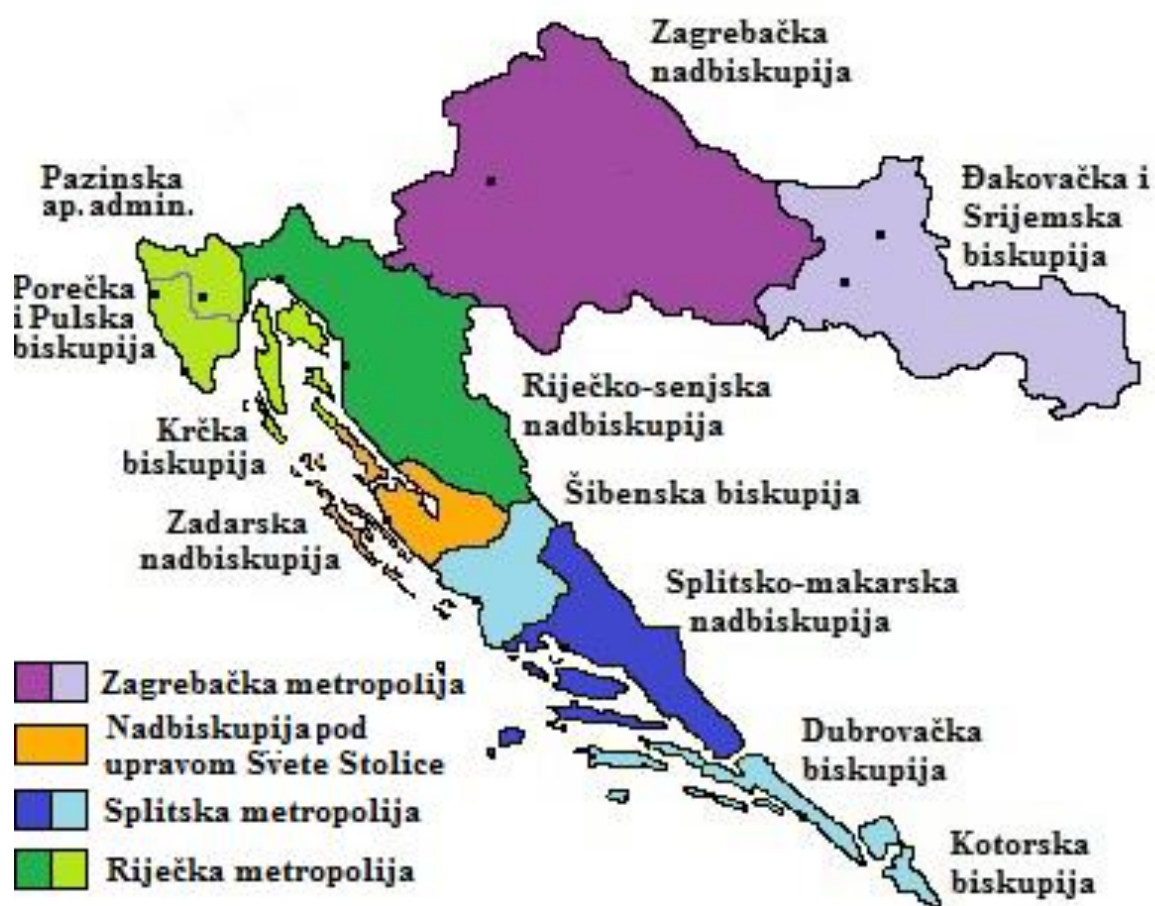 Zagrebačka
nadbiskupija
Pazinska
ap. admin.
Đakovačka i
Srijemska
biskupija
Porečka
i Pulska
biskupija
Riječko-senjska
nadbiskupija
Krčka
biskupija
Šibenska biskupija
Zadarska
nadbiskupija
Splitsko-makarska
nadbiskupija
Zagrebačka metropolija
Nadbiskupija pod
upravom Svete Stolice
Splitska metropolija
Riječka metropolija
Dubrovačka
biskupija
Kotorska
biskupija